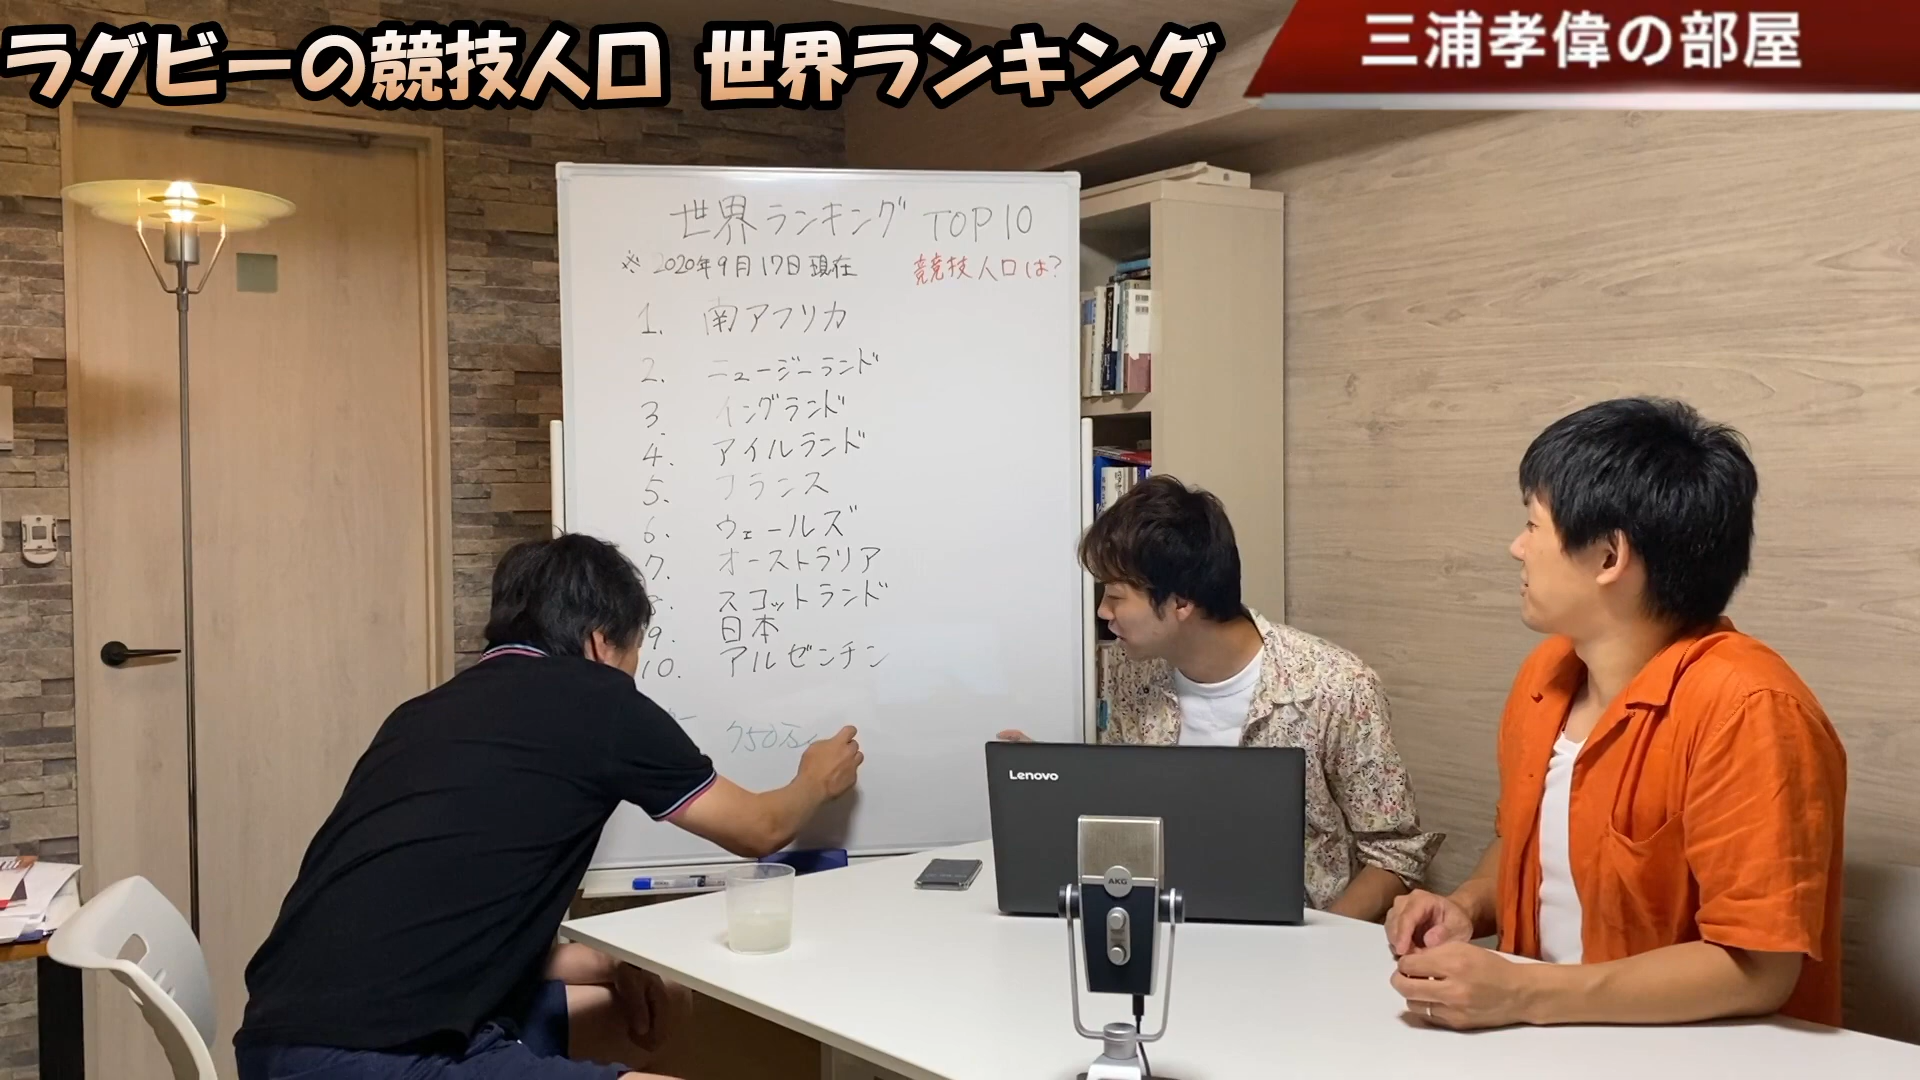 ラグビーの競技人口 世界ランキング
三浦孝偉の部屋
世界ランキング TOP10
※ 2020年9月17日現在
競技人口は?
1. 南アフリカ
2. ニュージーランド
3 イングランド
4. アイルランド
5. フランス
6. ウェールズ
7. オーストラリア
8. スコットランド
9. 日本
10. アルゼンチン
750万
Lenovo
AKG